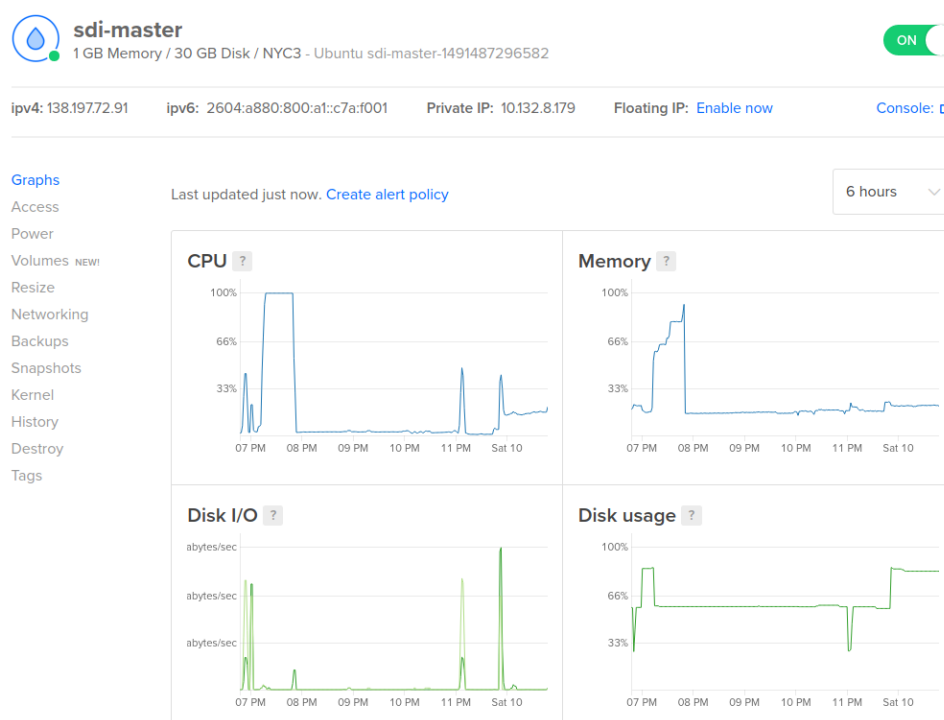 sdi-master
1 GB Memory / 30 GB Disk / NYC3 - Ubuntu sdi-master-1491487296582
ON
ipv4: 138.197.72.91 ipv6: 2604:a880:800:a1::c7a:f001 Private IP: 10.132.8.179 Floating IP: Enable now Console:
Graphs
Access
Power
Volumes NEW!
Resize
Networking
Backups
Snapshots
Kernel
History
Destroy
Tags
Last updated just now. Create alert policy
6 hours
CPU ?
100%
66%
33%
07 PM 08 PM 09 PM 10 PM 11 PM Sat 10
Memory ?
100%
66%
33%
07 PM 08 PM 09 PM 10 PM 11 PM Sat 10
Disk I/O ?
abytes/sec
abytes/sec
abytes/sec
07 PM 08 PM 09 PM 10 PM 11 PM Sat 10
Disk usage ?
100%
66%
33%
07 PM 08 PM 09 PM 10 PM 11 PM Sat 10